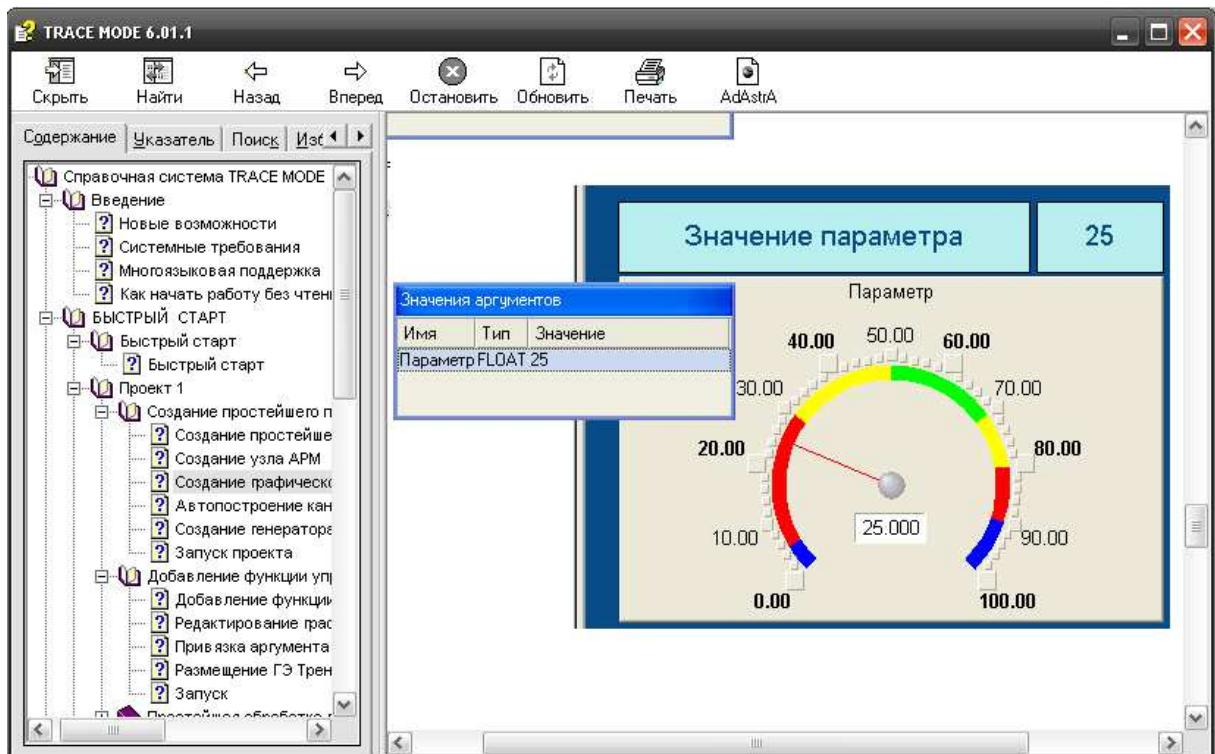 TRACE MODE 6.01.1
Скрыть Найти Назад Вперед Остановить Обновить Печать AdAstrA
Содержание Указатель Поиск Изб
Справочная система TRACE MODE
Введение
Новые возможности
Системные требования
Многоязыковая поддержка
Как начать работу без чтени
БЫСТРЫЙ СТАРТ
Быстрый старт
Быстрый старт
Проект 1
Создание простейшего п
Создание простейше
Создание узла АРМ
Создание графическо
Автопостроение кан
Создание генератора
Запуск проекта
Добавление функции упр
Добавление функции
Редактирование грас
Привязка аргумента
Размещение ГЭ Трен
Запуск
Значение параметра 25
Значения аргументов
Имя Тип Значение
Параметр FLOAT 25
Параметр
40.00 50.00 60.00
30.00 70.00
20.00 80.00
10.00 25.000 90.00
0.00 100.00